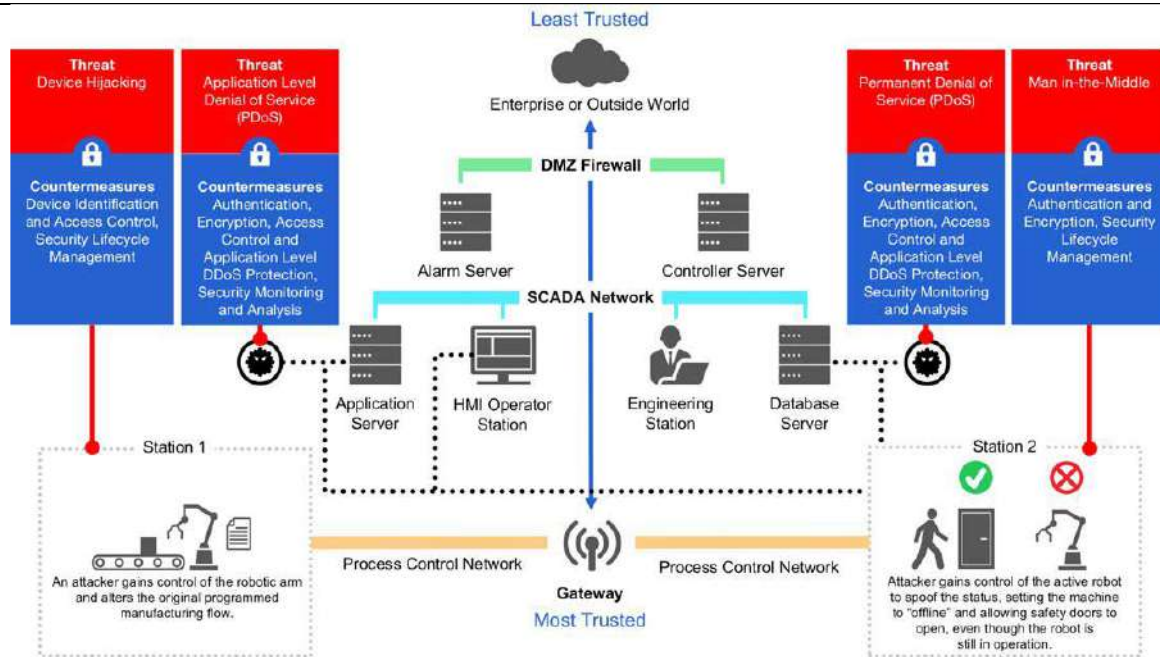 Least Trusted
Threat
Device Hijacking
Countermeasures
Device Identification
and Access Control,
Security Lifecycle
Management
Threat
Application Level
Denial of Service
(PDoS)
Countermeasures
Authentication,
Encryption, Access
Control and
Application Level
DDoS Protection,
Security Monitoring
and Analysis
Enterprise or Outside World
DMZ Firewall
Alarm Server
Controller Server
SCADA Network
Application
Server
HMI Operator
Station
Engineering
Station
Database
Server
Threat
Permanent Denial of
Service (PDoS)
Countermeasures
Authentication,
Encryption, Access
Control and
Application Level
DDoS Protection,
Security Monitoring
and Analysis
Threat
Man in-the-Middle
Countermeasures
Authentication and
Encryption, Security
Lifecycle
Management
Station 1
An attacker gains control of the robotic arm
and alters the original programmed
manufacturing flow.
Process Control Network
Gateway
Most Trusted
Process Control Network
Station 2
Attacker gains control of the active robot
to spoof the status, setting the machine
to "offline" and allowing safety doors to
open, even though the robot is
still in operation.